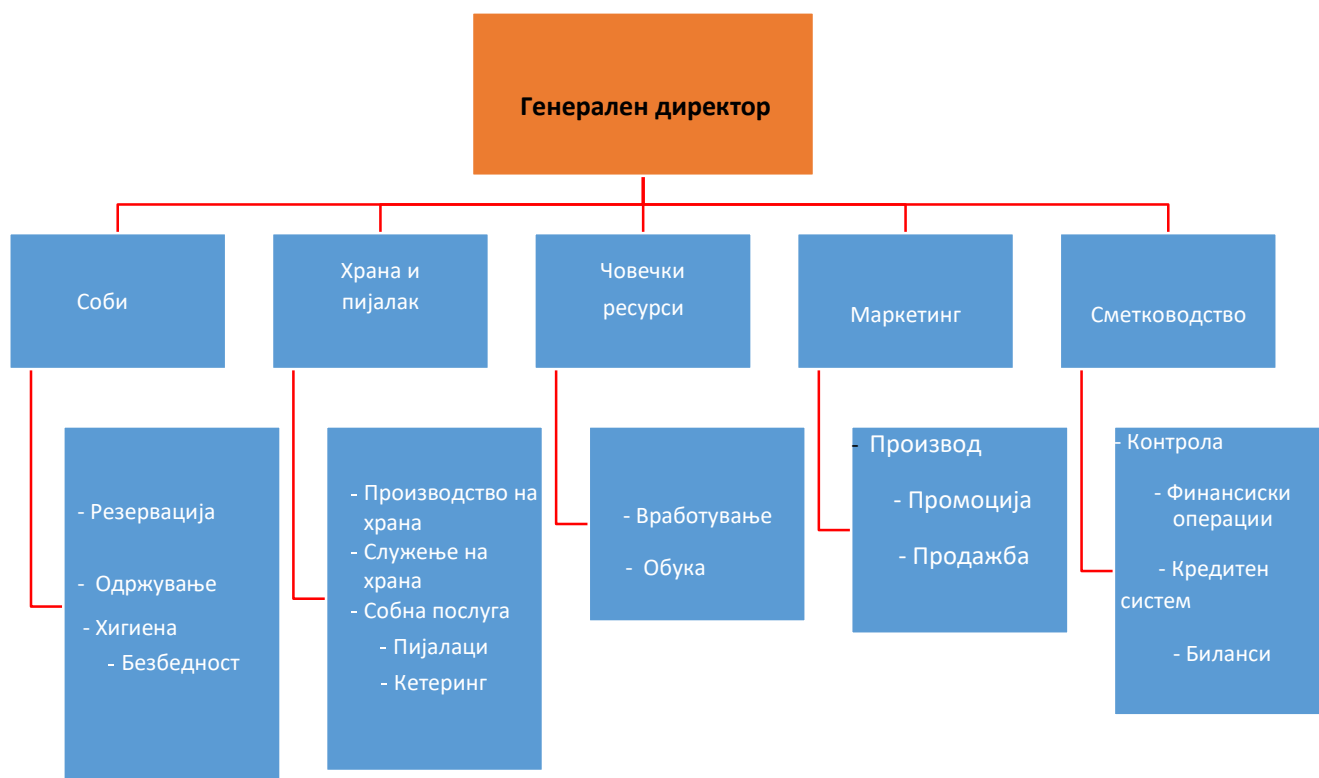 Генерален директор
Соби
Храна и
пијалак
Човечки
ресурси
Маркетинг
Сметководство
- Резервација
- Одржување
- Хигиена
- Безбедност
- Производство на
храна
- Служење на
храна
- Собна послуга
- Пијалаци
- Кетеринг
- Вработување
- Обука
- Производ
- Промоција
- Продажба
- Контрола
- Финансиски
операции
- Кредитен
систем
- Биланси